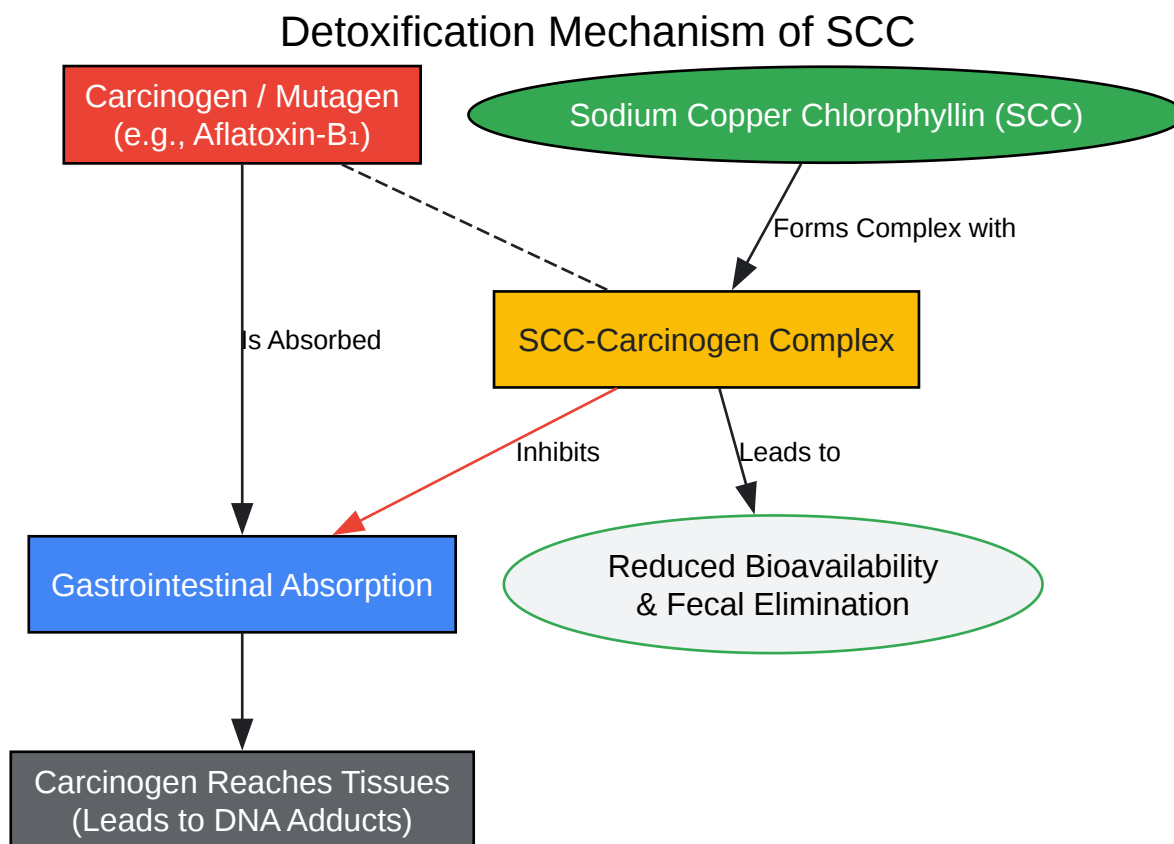 Detoxification Mechanism of SCC
Carcinogen / Mutagen
(e.g., Aflatoxin-B₁)
Sodium Copper Chlorophyllin (SCC)
Forms Complex with
Is Absorbed
SCC-Carcinogen Complex
Inhibits
Leads to
Gastrointestinal Absorption
Reduced Bioavailability
& Fecal Elimination
Carcinogen Reaches Tissues
(Leads to DNA Adducts)